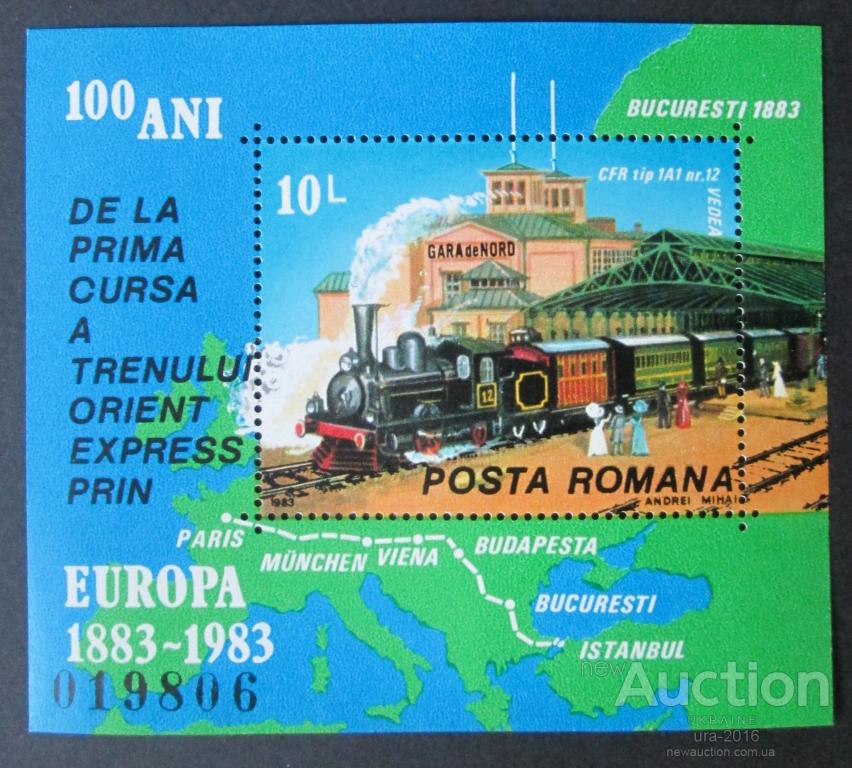 100 ANI
BUCURESTI 1883
DE LA
PRIMA
CURSA
A
TRENULUI
ORIENT
EXPRESS
PRIN
EUROPA
1883~1983
019806
10 L
CFR tip 1A1 nr.12
VEDEA
GARA de NORD
12
POSTA ROMANA
ANDREI MIHAI
1983
PARIS
MÜNCHEN
VIENA
BUDAPESTA
BUCURESTI
ISTANBUL
new Auction
UKRAINE
ura-2016
newauction.com.ua